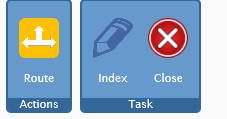 Route
Index Close
Actions
Task